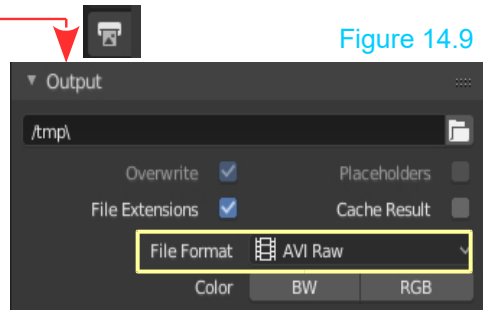 Figure 14.9
Output
/tmp\
Overwrite Placeholders
File Extensions Cache Result
File Format AVI Raw
Color BW RGB